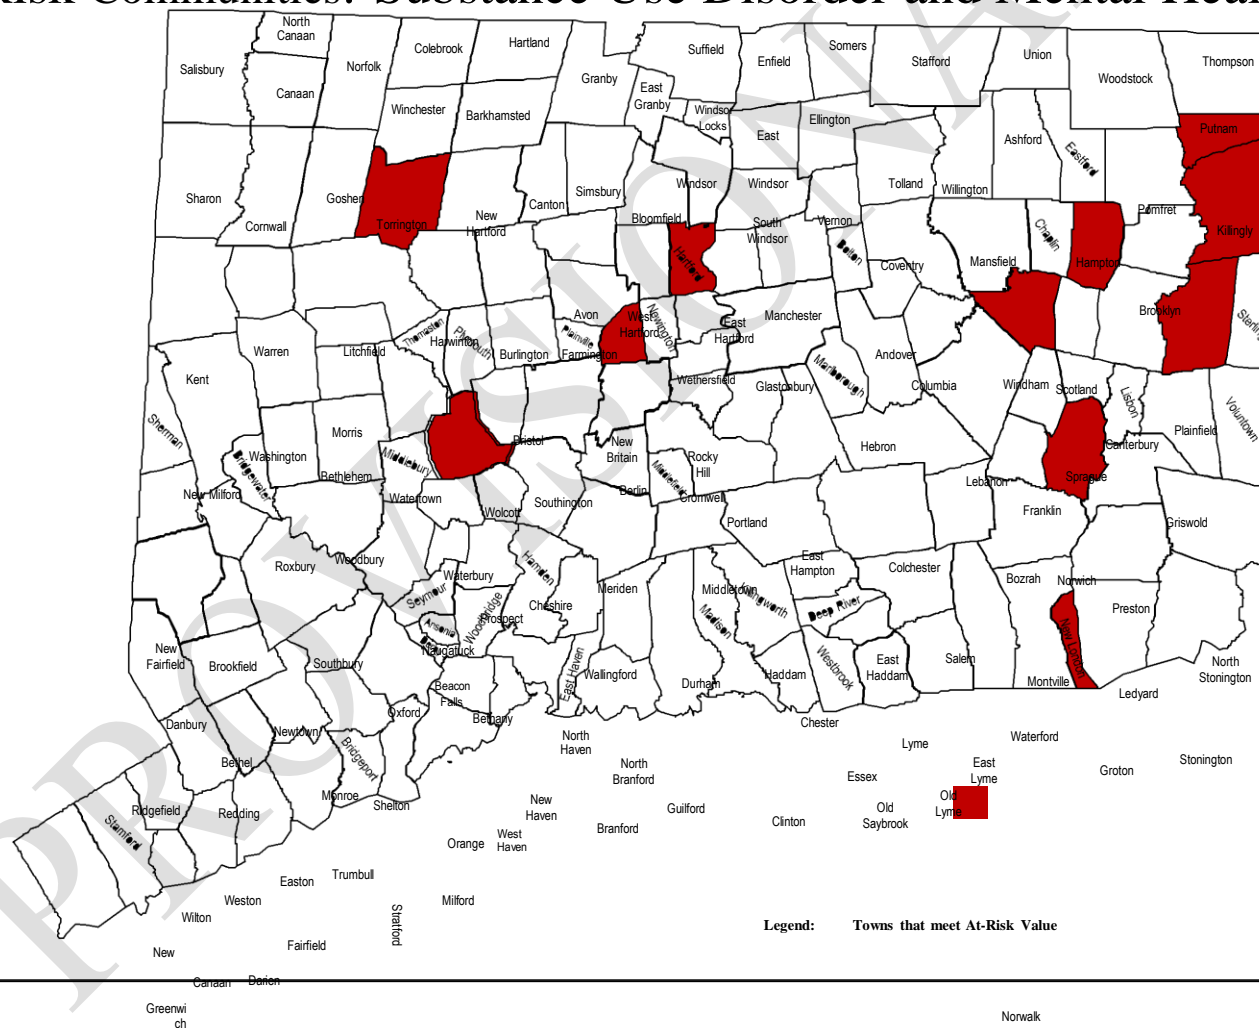 Risk Communities: Substance Use Disorder and Mental Heal
PROVISIONA
North
Canaan
Salisbury
Canaan
Norfolk
Colebrook
Hartland
Granby
Suffield
East
Granby
Windsor
Locks
Enfield
Somers
Stafford
Union
Woodstock
Thompson
Winchester
Barkhamsted
East
Ellington
Ashford
Eastford
Putnam
Sharon
Cornwall
Goshen
Torrington
New
Hartford
Canton
Simsbury
Bloomfield
Windsor
Windsor
South
Windsor
Vernon
Tolland
Willington
Chaplin
Pomfret
Killingly
Hartford
Bolton
Coventry
Mansfield
Hampton
Brooklyn
Sterling
Kent
Warren
Litchfield
Thomaston
Harwinton
Plymouth
Burlington
Avon
Plainville
Farmington
West
Hartford
Newington
East
Hartford
Manchester
Wethersfield
Glastonbury
Marlborough
Andover
Columbia
Windham
Scotland
Lisbon
Canterbury
Plainfield
Voluntown
Sherman
Washington
Bridgewater
New Milford
Morris
Bethlehem
Middlebury
Watertown
Bristol
Wolcott
Southington
New
Britain
Berlin
Middlefield
Rocky
Hill
Cromwell
Portland
Hebron
Lebanon
Sprague
Franklin
Griswold
Roxbury
Woodbury
Seymour
Waterbury
Hamden
Ansonia
Naugatuck
Woodbridge
Prospect
Cheshire
Meriden
Middletown
Killingworth
Madison
East
Hampton
Deep River
Colchester
Bozrah
Norwich
Preston
New
Fairfield
Brookfield
Southbury
Beacon
Falls
Oxford
Bethany
East Haven
Wallingford
Durham
Haddam
Westbrook
East
Haddam
Salem
New London
Montville
Ledyard
North
Stonington
Danbury
Bethel
Newtown
Bridgeport
Monroe
Shelton
North
Haven
North
Branford
Chester
Lyme
Essex
East
Lyme
Waterford
Groton
Stonington
Ridgefield
Stamford
Redding
New
Haven
West
Haven
Orange
Guilford
Branford
Clinton
Old
Saybrook
Old
Lyme
Easton
Trumbull
Weston
Wilton
Stratford
Milford
Fairfield
New
Canaan
Darien
Legend: Towns that meet At-Risk Value
Greenwi
ch
Norwalk